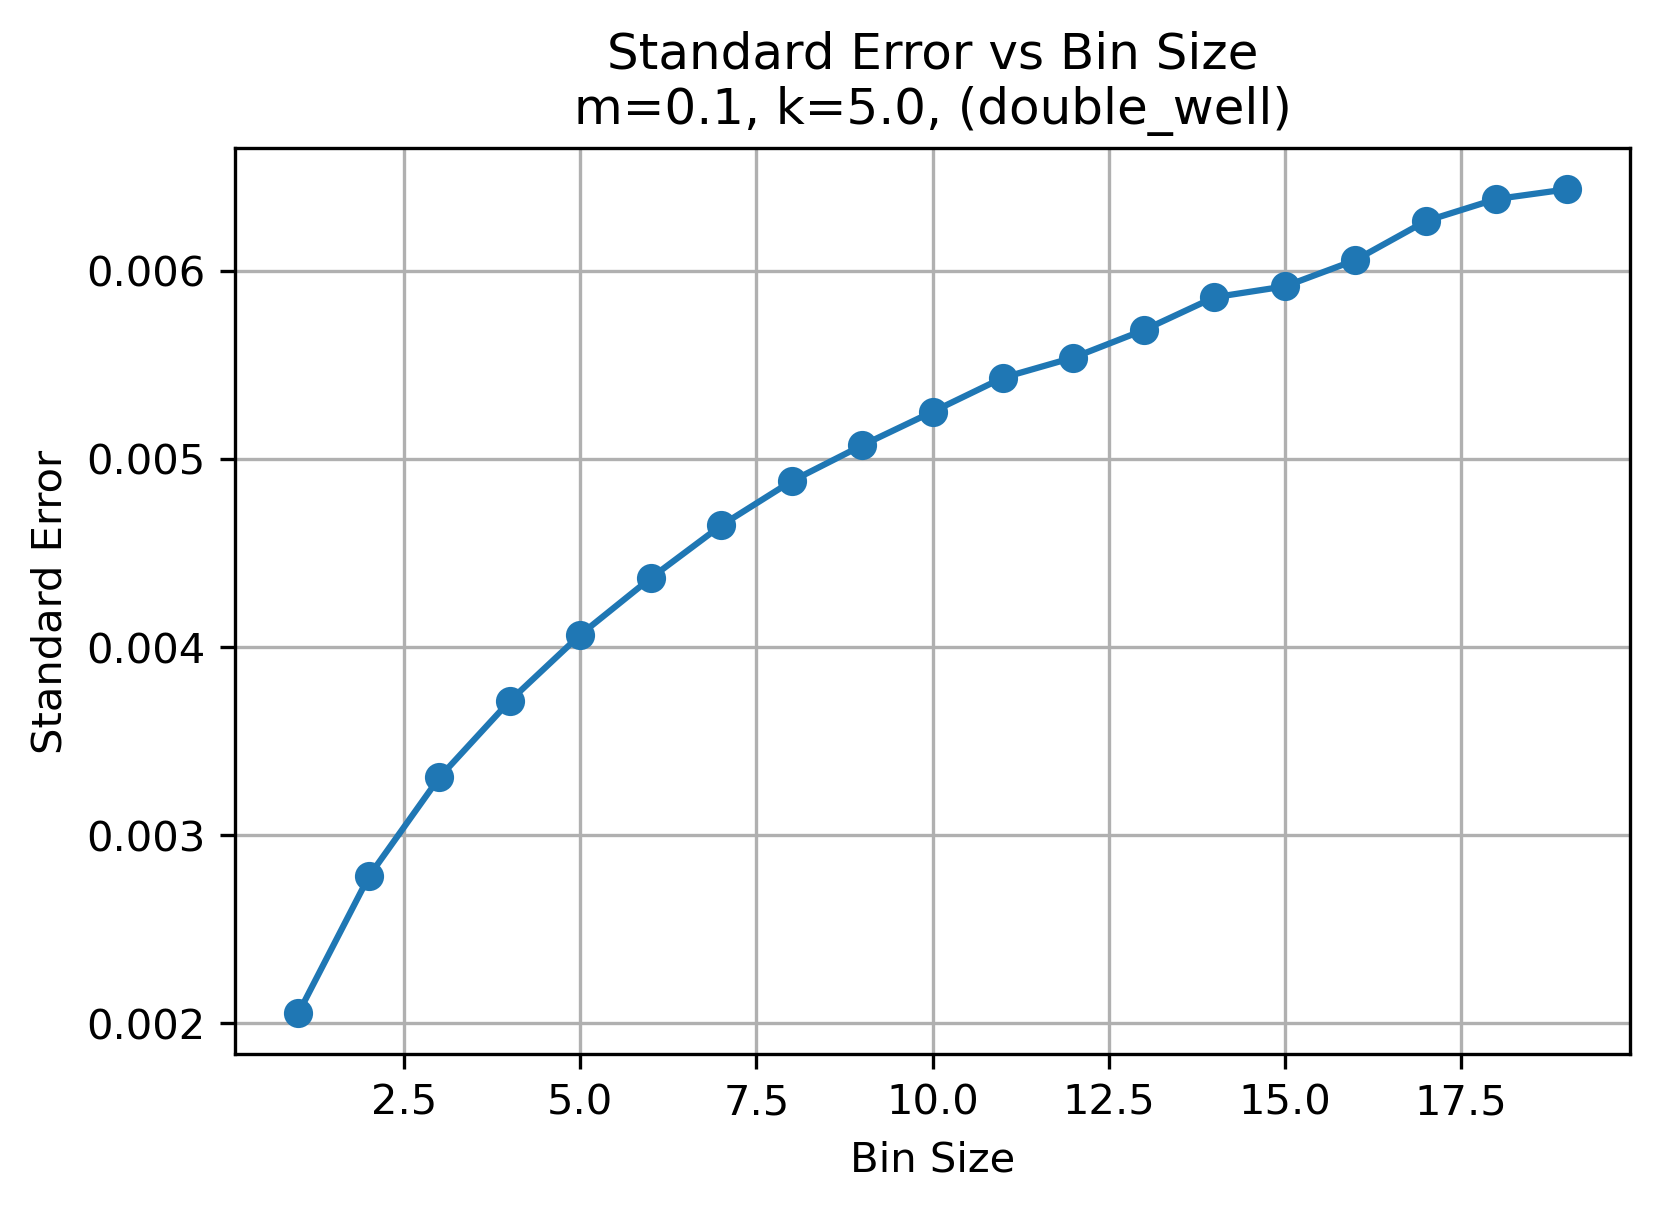 Standard Error vs Bin Size
m=0.1, k=5.0, (double_well)
Standard Error
0.006
0.005
0.004
0.003
0.002
2.5 5.0 7.5 10.0 12.5 15.0 17.5
Bin Size